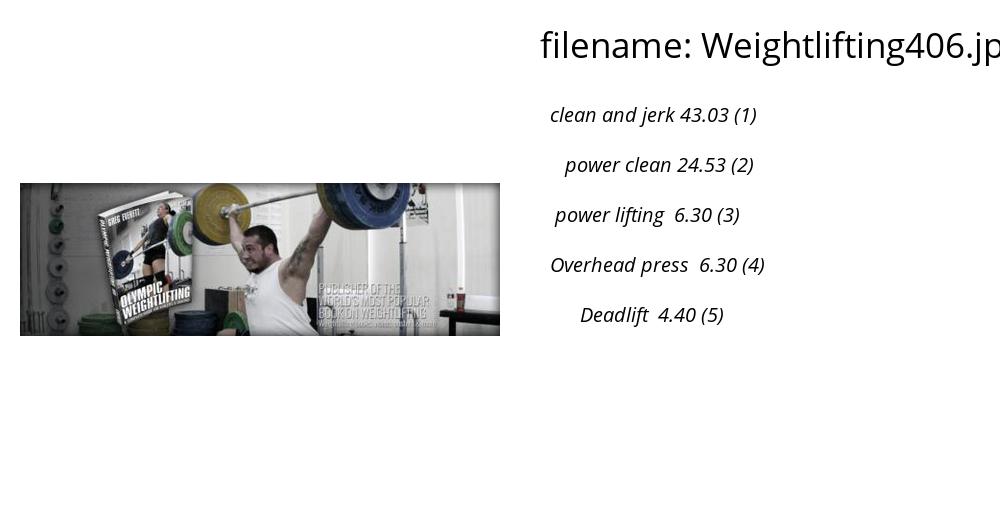 filename: Weightlifting406.jp
clean and jerk 43.03 (1)
power clean 24.53 (2)
power lifting 6.30 (3)
Overhead press 6.30 (4)
Deadlift 4.40 (5)
GREG EVERETT
OLYMPIC
WEIGHTLIFTING
PUBLISHER OF THE
WORLD'S MOST POPULAR
BOOK ON WEIGHTLIFTING